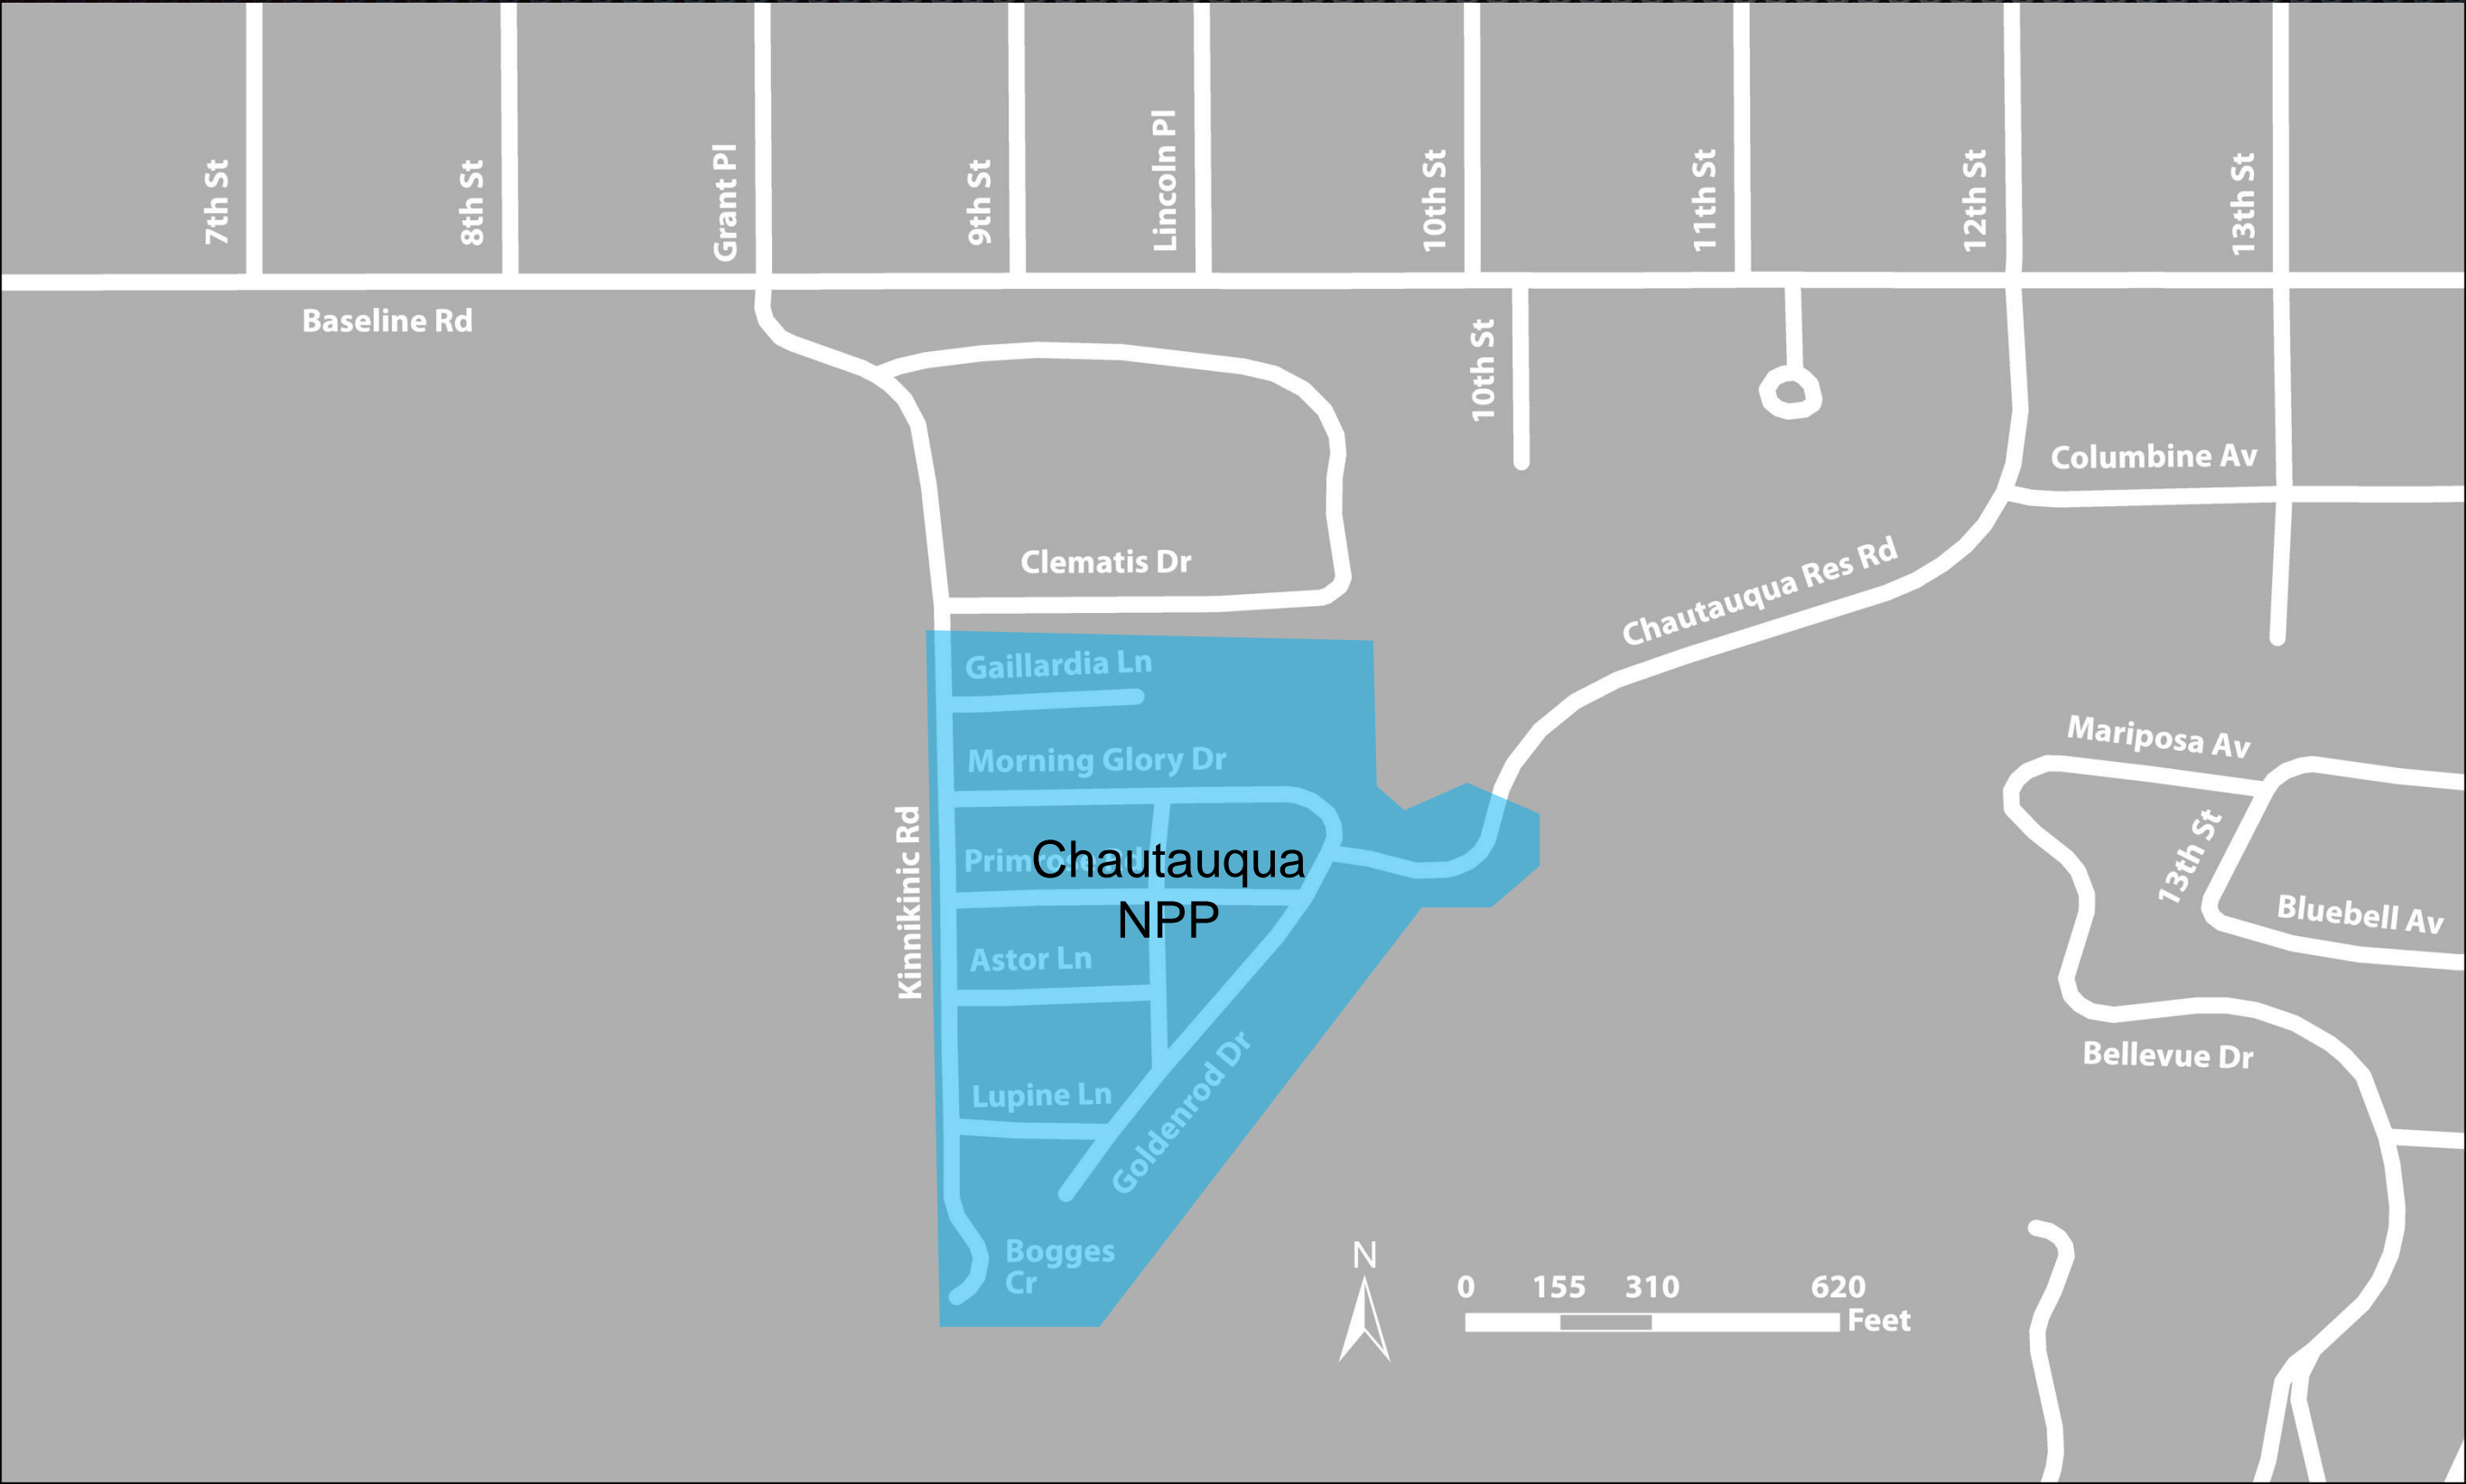 7th St
8th St
Grant Pl
9th St
Lincoln Pl
10th St
11th St
12th St
13th St
Baseline Rd
10th St
Columbine Av
Clematis Dr
Chautauqua Res Rd
Gaillardia Ln
Mariposa Av
Morning Glory Dr
Kinnikinic Rd
Primrose Rd
Chautauqua
NPP
13th St
Bluebell Av
Astor Ln
Bellevue Dr
Lupine Ln
Goldenrod Dr
Bogges
Cr
N
0 155 310 620
Feet